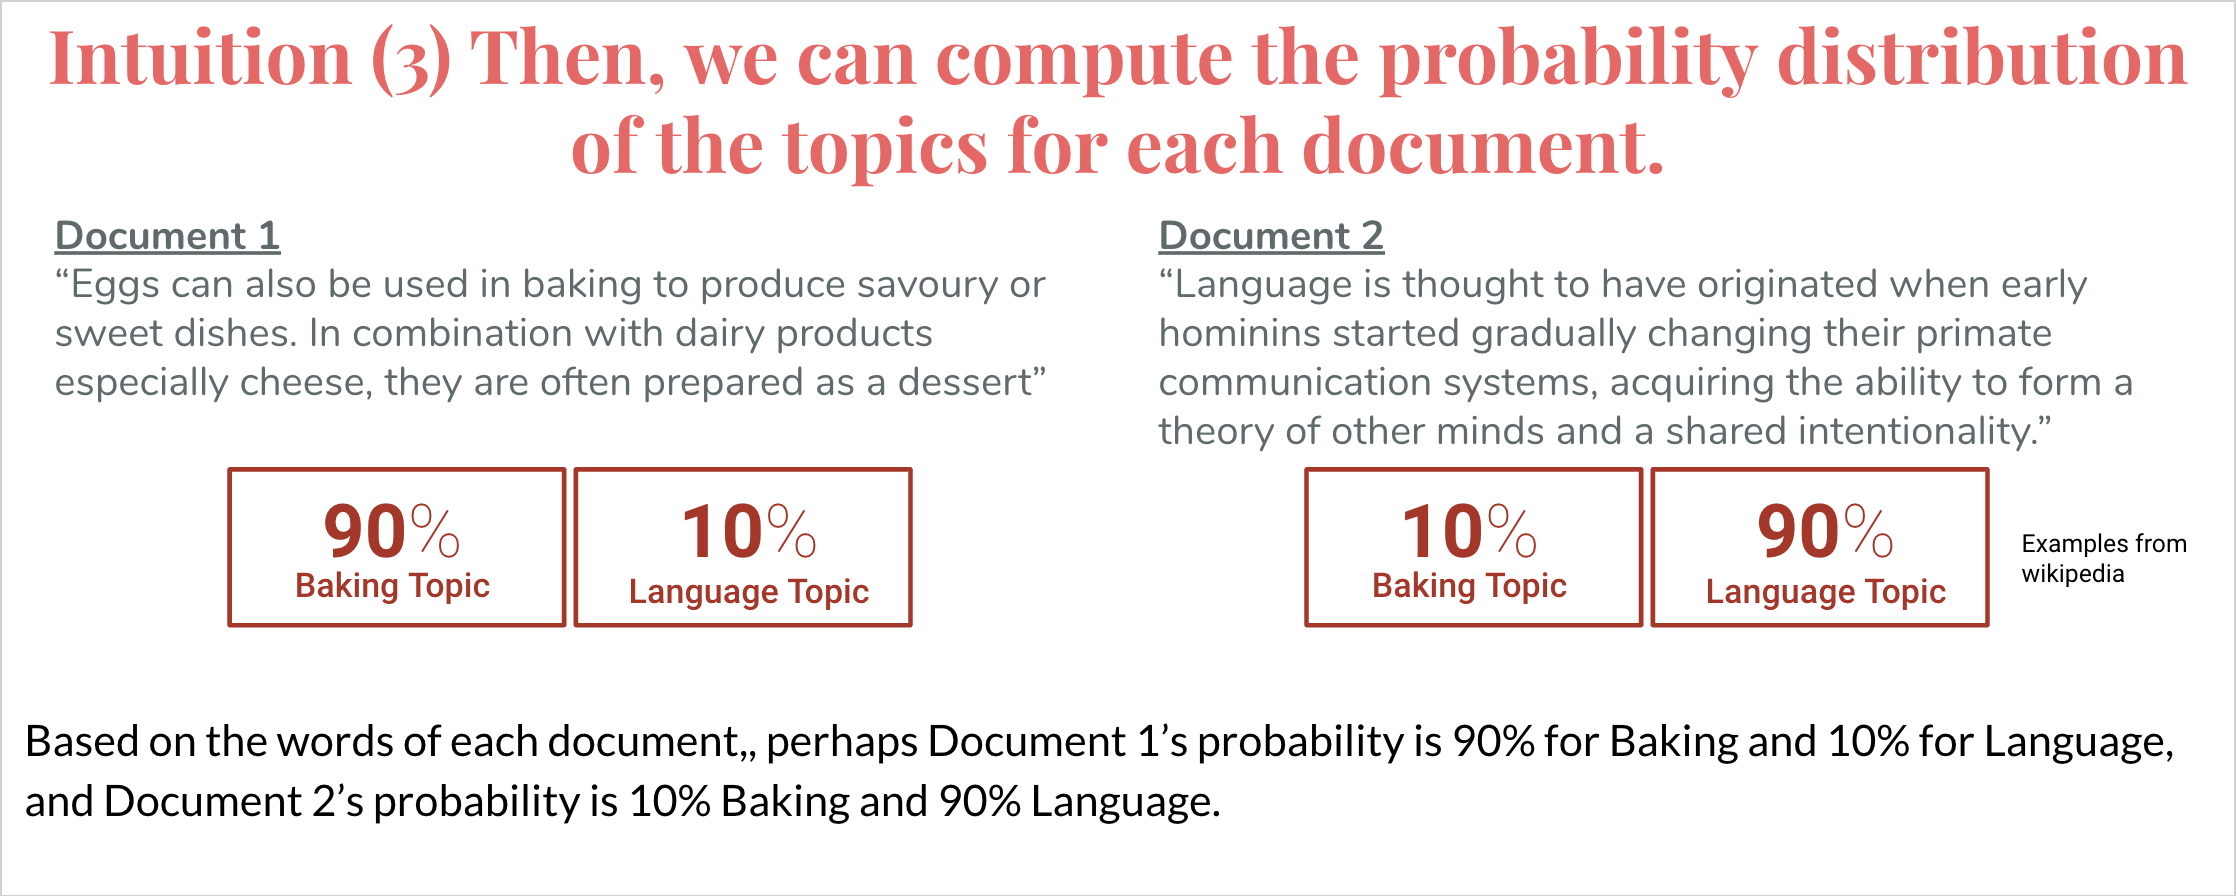 Intuition (3) Then, we can compute the probability distribution
of the topics for each document.
Document 1
“Eggs can also be used in baking to produce savoury or
sweet dishes. In combination with dairy products
especially cheese, they are often prepared as a dessert”
90%
Baking Topic
10%
Language Topic
Document 2
“Language is thought to have originated when early
hominins started gradually changing their primate
communication systems, acquiring the ability to form a
theory of other minds and a shared intentionality.”
10%
Baking Topic
90%
Language Topic
Examples from
wikipedia
Based on the words of each document,, perhaps Document 1’s probability is 90% for Baking and 10% for Language,
and Document 2’s probability is 10% Baking and 90% Language.